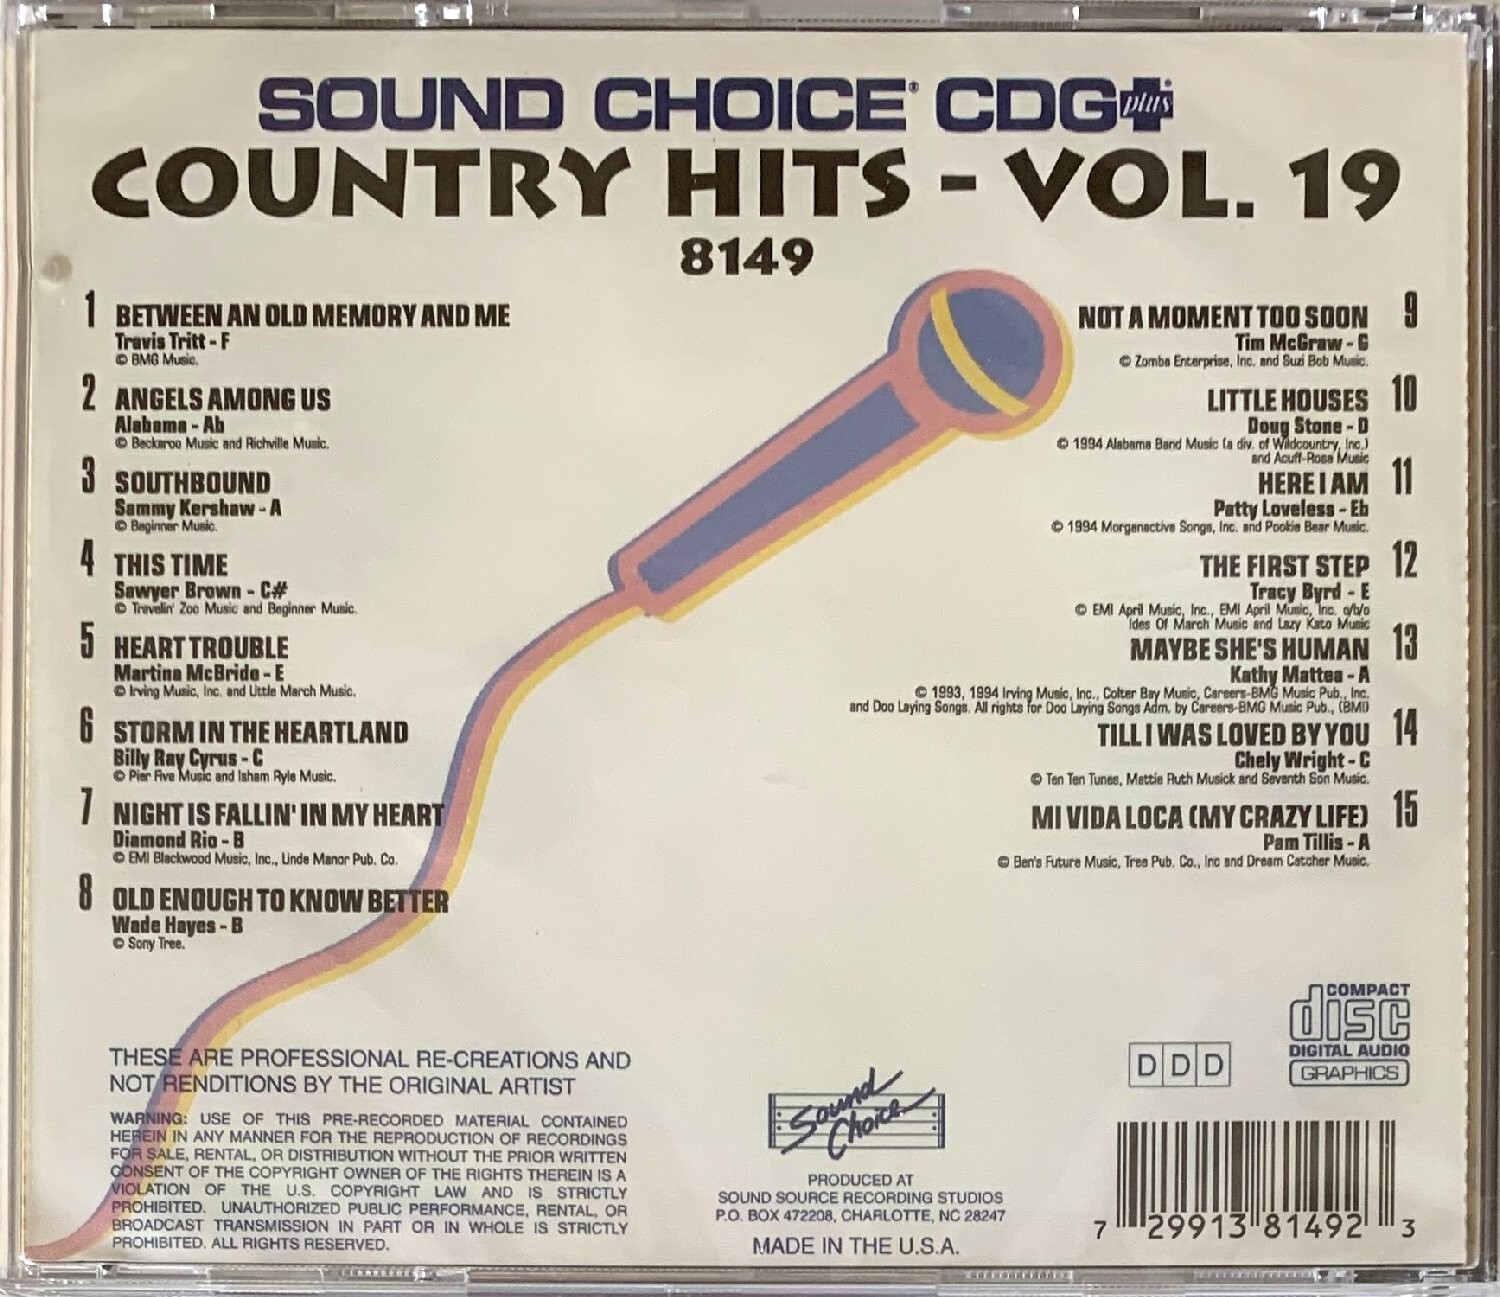 SOUND CHOICE® CDG plus
COUNTRY HITS - VOL. 19
8149
1 BETWEEN AN OLD MEMORY AND ME
Travis Tritt - F
© BMG Music.
2 ANGELS AMONG US
Alabama - Ab
© Beckaroo Music and Richville Music.
3 SOUTHBOUND
Sammy Kershaw - A
© Beginner Music.
4 THIS TIME
Sawyer Brown - C#
© Travelin' Zoo Music and Beginner Music.
5 HEART TROUBLE
Martina McBride - E
© Irving Music, Inc. and Little March Music.
6 STORM IN THE HEARTLAND
Billy Ray Cyrus - C
© Pier Five Music and Isham Ryle Music.
7 NIGHT IS FALLIN' IN MY HEART
Diamond Rio - B
© EMI Blackwood Music, Inc., Linde Manor Pub. Co.
8 OLD ENOUGH TO KNOW BETTER
Wade Hayes - B
© Sony Tree.
NOT A MOMENT TOO SOON 9
Tim McGraw - G
© Zomba Enterprise, Inc. and Suzi Bob Music.
LITTLE HOUSES 10
Doug Stone - D
© 1994 Alabama Band Music (a div. of Wildcountry, Inc.)
and Acuff-Rose Music
HERE I AM 11
Patty Loveless - Eb
© 1994 Morganactive Songs, Inc. and Pookie Bear Music.
THE FIRST STEP 12
Tracy Byrd - E
© EMI April Music, Inc., EMI April Music, Inc. o/b/o
Ides Of March Music and Lazy Kato Music
MAYBE SHE'S HUMAN 13
Kathy Mattea - A
© 1993, 1994 Irving Music, Inc., Colter Bay Music, Careers-BMG Music Pub., Inc.
and Doo Laying Songs. All rights for Doo Laying Songs Adm. by Careers-BMG Music Pub., (BMI)
TILL I WAS LOVED BY YOU 14
Chely Wright - C
© Ten Ten Tunes, Mattie Ruth Musick and Seventh Son Music.
MI VIDA LOCA (MY CRAZY LIFE) 15
Pam Tillis - A
© Ben's Future Music, Tree Pub. Co., Inc and Dream Catcher Music.
THESE ARE PROFESSIONAL RE-CREATIONS AND
NOT RENDITIONS BY THE ORIGINAL ARTIST
WARNING: USE OF THIS PRE-RECORDED MATERIAL CONTAINED
HEREIN IN ANY MANNER FOR THE REPRODUCTION OF RECORDINGS
FOR SALE, RENTAL, OR DISTRIBUTION WITHOUT THE PRIOR WRITTEN
CONSENT OF THE COPYRIGHT OWNER OF THE RIGHTS THEREIN IS A
VIOLATION OF THE U.S. COPYRIGHT LAW AND IS STRICTLY
PROHIBITED. UNAUTHORIZED PUBLIC PERFORMANCE, RENTAL, OR
BROADCAST TRANSMISSION IN PART OR IN WHOLE IS STRICTLY
PROHIBITED. ALL RIGHTS RESERVED.
Sound
Choice
PRODUCED AT
SOUND SOURCE RECORDING STUDIOS
P.O. BOX 472208, CHARLOTTE, NC 28247
MADE IN THE U.S.A.
DDD
COMPACT
disc
DIGITAL AUDIO
GRAPHICS
7 29913 81492 3